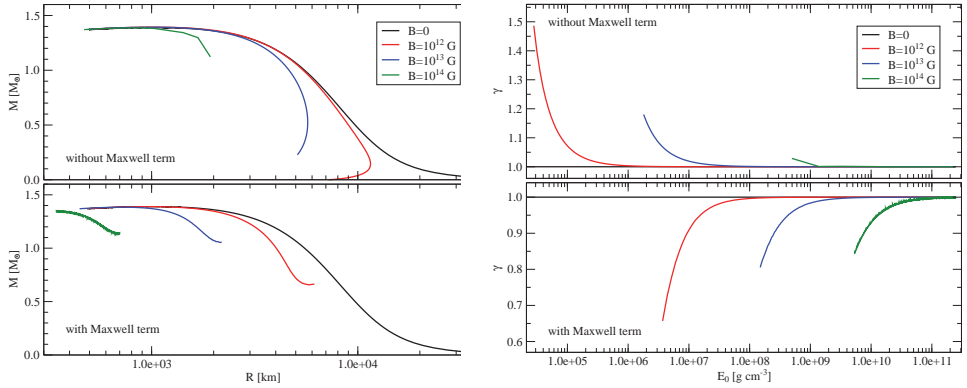 1.5
1.0
0.5
0.0
M [M⊙]
B=0
B=10¹² G
B=10¹³ G
B=10¹⁴ G
without Maxwell term
1.5
1.0
0.5
0.0
M [M⊙]
with Maxwell term
1.0e+03
1.0e+04
R [km]
1.5
1.4
1.3
1.2
1.1
1.0
γ
without Maxwell term
B=0
B=10¹² G
B=10¹³ G
B=10¹⁴ G
1.0
0.9
0.8
0.7
0.6
γ
with Maxwell term
1.0e+05
1.0e+06
1.0e+07
1.0e+08
1.0e+09
1.0e+10
1.0e+11
E₀ [g cm⁻³]